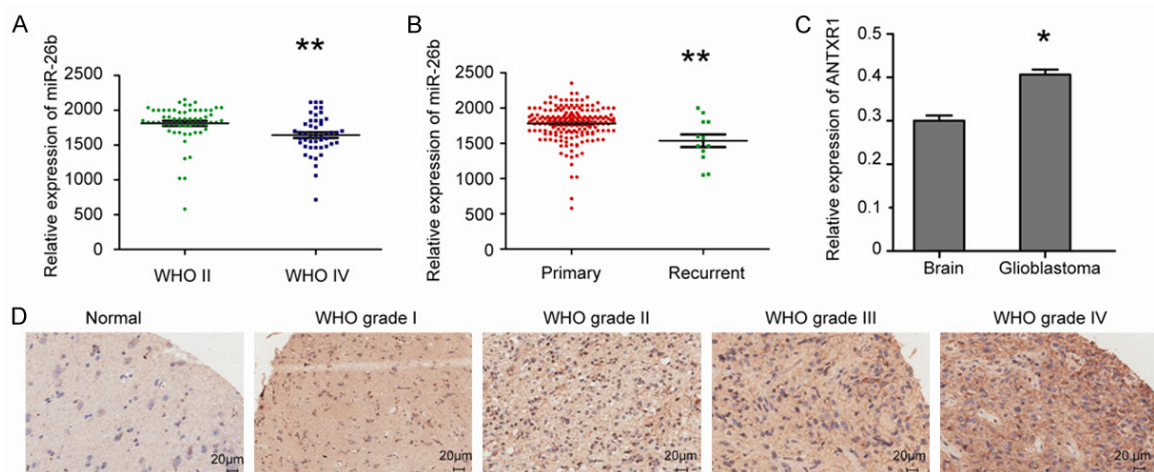 A
Relative expression of miR-26b
2500
2000
1500
1000
500
0
**
WHO II
WHO IV
B
Relative expression of miR-26b
2500
2000
1500
2000
500
0
**
Primary
Recurrent
C
Relative expression of ANTXR1
0.5
0.4
0.3
0.2
0.1
0
*
Brain
Glioblastoma
D
Normal
WHO grade I
WHO grade II
WHO grade III
WHO grade IV
20μm
20μm
20μm
20μm
20 μm